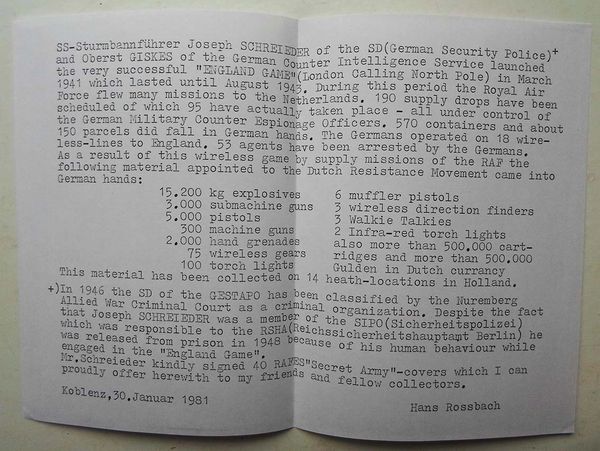 SS-Sturmbannführer Joseph SCHREIEDER of the SD(German Security Police)+
and Oberst GISKES of the German Counter Intelligence Service launched
the very successful "ENGLAND GAME"(London Calling North Pole) in March
1941 which lasted until August 1943. During this period the Royal Air
Force flew many missions to the Netherlands. 190 supply drops have been
scheduled of which 95 have actually taken place - all under control of
the German Military Counter Espionage Officers. 570 containers and about
150 parcels did fall in German hands. The Germans operated on 18 wire-
less-lines to England. 53 agents have been arrested by the Germans.
As a result of this wireless game by supply missions of the RAF the
following material appointed to the Dutch Resistance Movement came into
German hands:
15.200 kg explosives
3.000 submachine guns
5.000 pistols
300 machine guns
2.000 hand grenades
75 wireless gears
100 torch lights
6 muffler pistols
3 wireless direction finders
3 Walkie Talkies
2 Infra-red torch lights
also more than 500.000 cart-
ridges and more than 500.000
Gulden in Dutch currency
This material has been collected on 14 heath-locations in Holland.
+)In 1946 the SD of the GESTAPO has been classified by the Nuremberg
Allied War Criminal Court as a criminal organization. Despite the fact
that Joseph SCHREIEDER was a member of the SIPO(Sicherheitspolizei)
which was responsible to the RSHA(Reichssicherheitshauptamt Berlin) he
was released from prison in 1948 because of his human behaviour while
engaged in the "England Game".
Mr.Schreieder kindly signed 40 RAFES"Secret Army"-covers which I can
proudly offer herewith to my friends and fellow collectors.
Koblenz,30.Januar 1981
Hans Rossbach